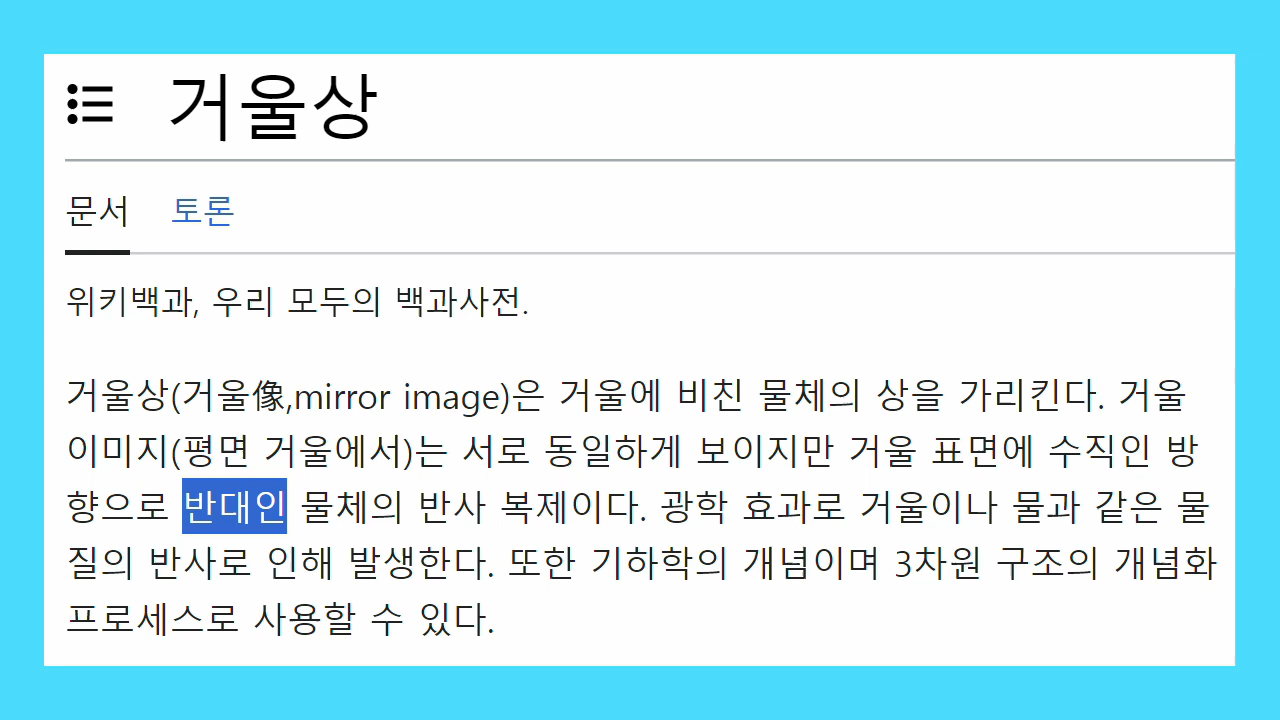 거울상
문서 토론
위키백과, 우리 모두의 백과사전.
거울상(거울像,mirror image)은 거울에 비친 물체의 상을 가리킨다. 거울
이미지(평면 거울에서)는 서로 동일하게 보이지만 거울 표면에 수직인 방
향으로 반대인 물체의 반사 복제이다. 광학 효과로 거울이나 물과 같은 물
질의 반사로 인해 발생한다. 또한 기하학의 개념이며 3차원 구조의 개념화
프로세스로 사용할 수 있다.